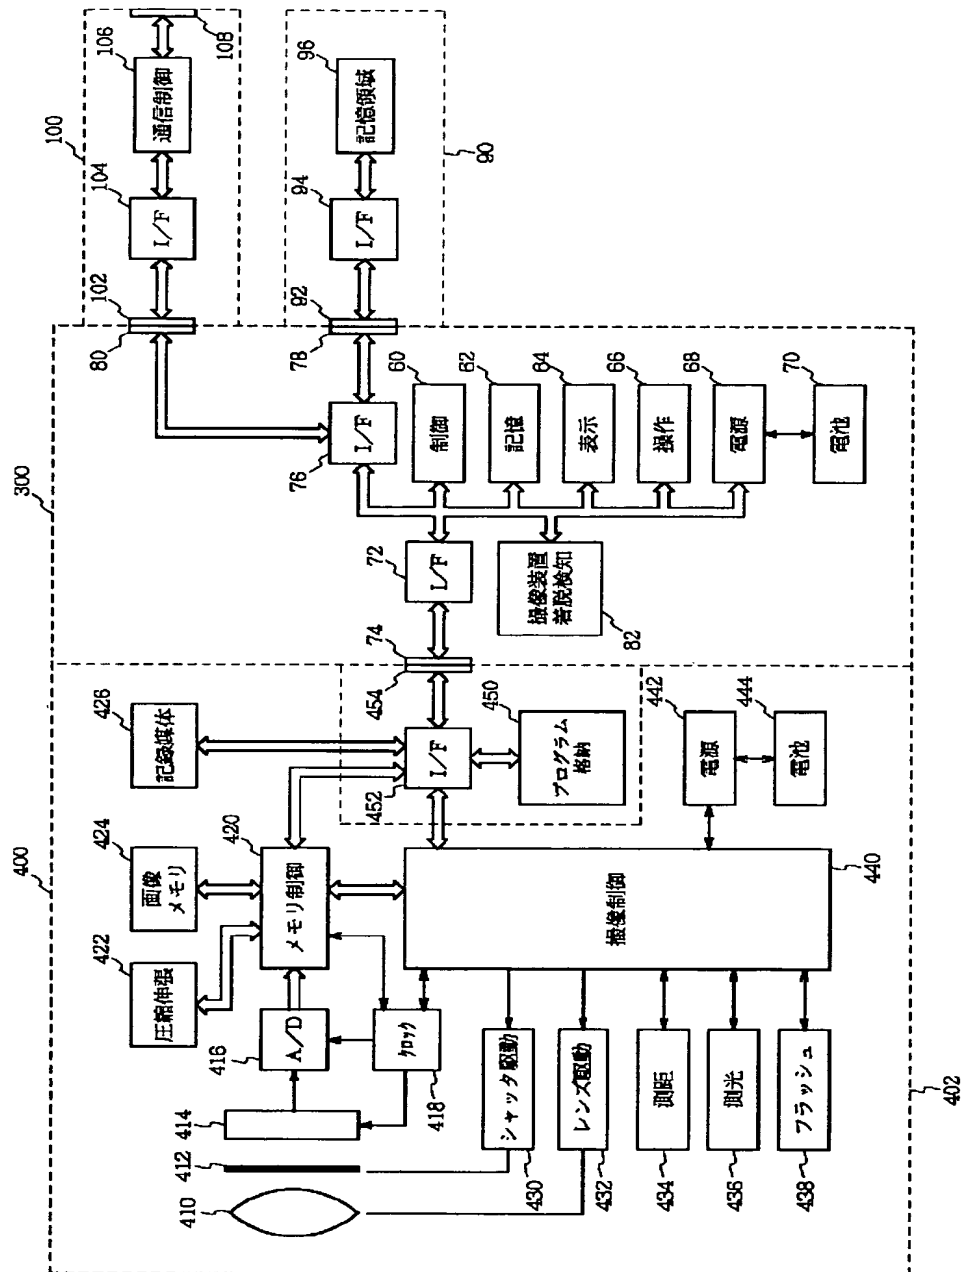 400
300
100
422
424
426
80
102
104
106
圧縮伸張
画像
メモリ
記録媒体
I/F
通信制御
410
412
414
416
420
108
A/D
メモリ制御
76
78
92
94
96
452
454
74
72
I/F
I/F
記憶領域
418
クロック
I/F
I/F
60
制御
90
430
シャッタ駆動
450
プログラム
格納
撮像装置
着脱検知
62
記憶
432
レンズ駆動
撮像制御
82
64
表示
434
測距
442
66
操作
436
測光
電源
444
68
電源
438
フラッシュ
440
電池
70
電池
402